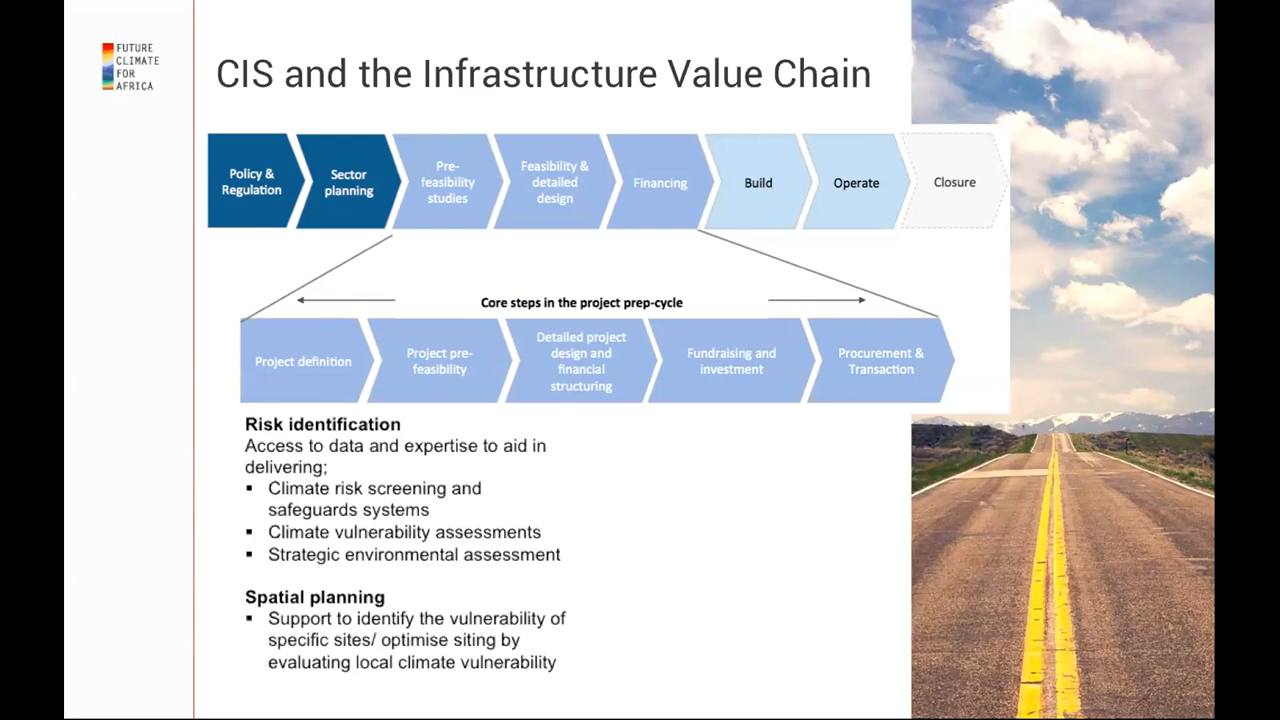 FUTURE
CLIMATE
FOR
AFRICA
CIS and the Infrastructure Value Chain
Policy &
Regulation
Sector
planning
Pre-
feasibility
studies
Feasibility &
detailed
design
Financing
Build
Operate
Closure
Core steps in the project prep-cycle
Project definition
Project pre-
feasibility
Detailed project
design and
financial
structuring
Fundraising and
investment
Procurement &
Transaction
Risk identification
Access to data and expertise to aid in
delivering;
▪ Climate risk screening and
safeguards systems
▪ Climate vulnerability assessments
▪ Strategic environmental assessment
Spatial planning
▪ Support to identify the vulnerability of
specific sites/ optimise siting by
evaluating local climate vulnerability